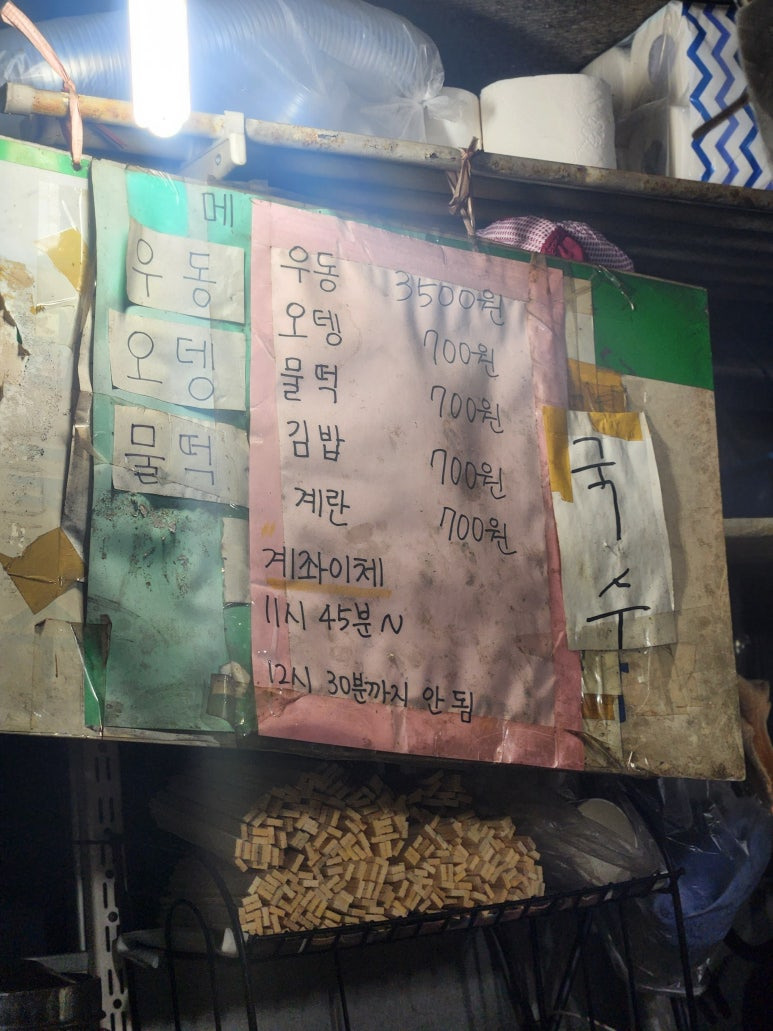 메
우동
오뎅
물떡
우동 3500원
오뎅 700원
물떡 700원
김밥 700원
계란 700원
계좌이체
11시 45분~
12시 30분까지 안됨
국수